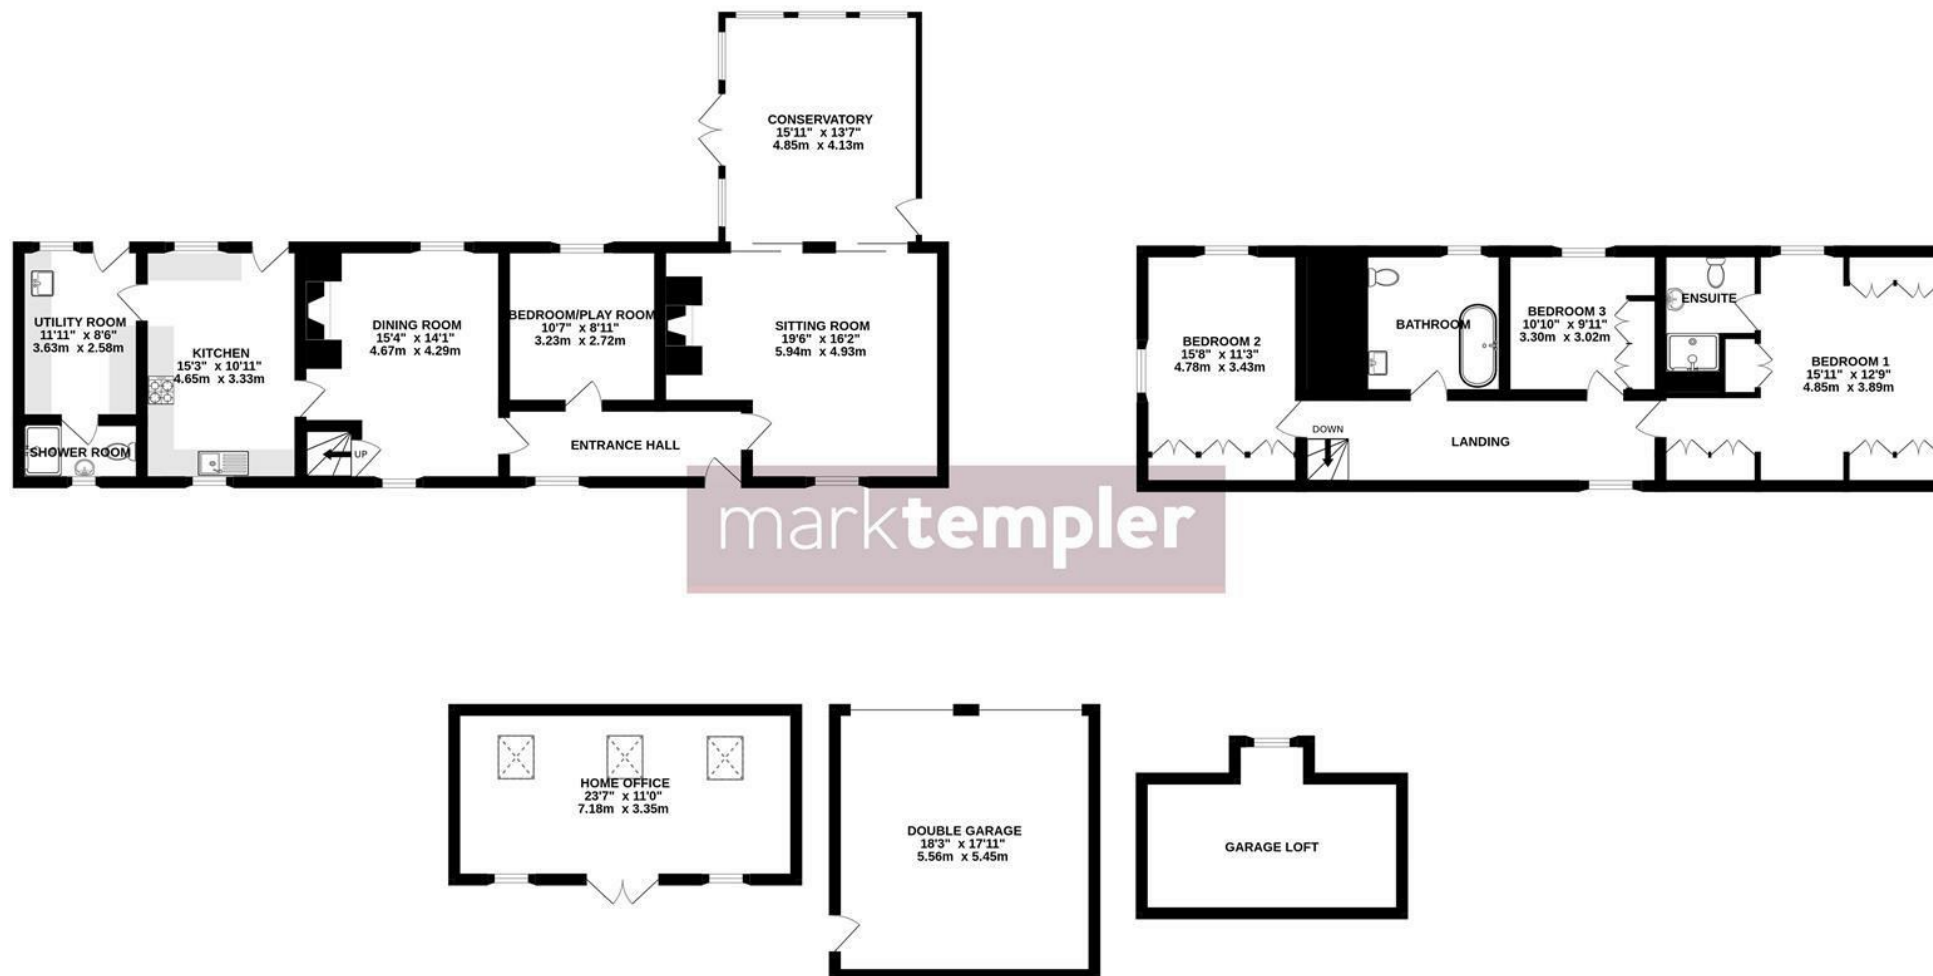 CONSERVATORY
15'11" x 13'7"
4.85m x 4.13m
UTILITY ROOM
11'11" x 8'6"
3.63m x 2.58m
KITCHEN
15'3" x 10'11"
4.65m x 3.33m
DINING ROOM
15'4" x 14'1"
4.67m x 4.29m
BEDROOM/PLAY ROOM
10'7" x 8'11"
3.23m x 2.72m
SITTING ROOM
19'6" x 16'2"
5.94m x 4.93m
SHOWER ROOM
UP
ENTRANCE HALL
BEDROOM 2
15'8" x 11'3"
4.78m x 3.43m
BATHROOM
BEDROOM 3
10'10" x 9'11"
3.30m x 3.02m
ENSUITE
BEDROOM 1
15'11" x 12'9"
4.85m x 3.89m
DOWN
LANDING
marktempler
HOME OFFICE
23'7" x 11'0"
7.18m x 3.35m
DOUBLE GARAGE
18'3" x 17'11"
5.56m x 5.45m
GARAGE LOFT